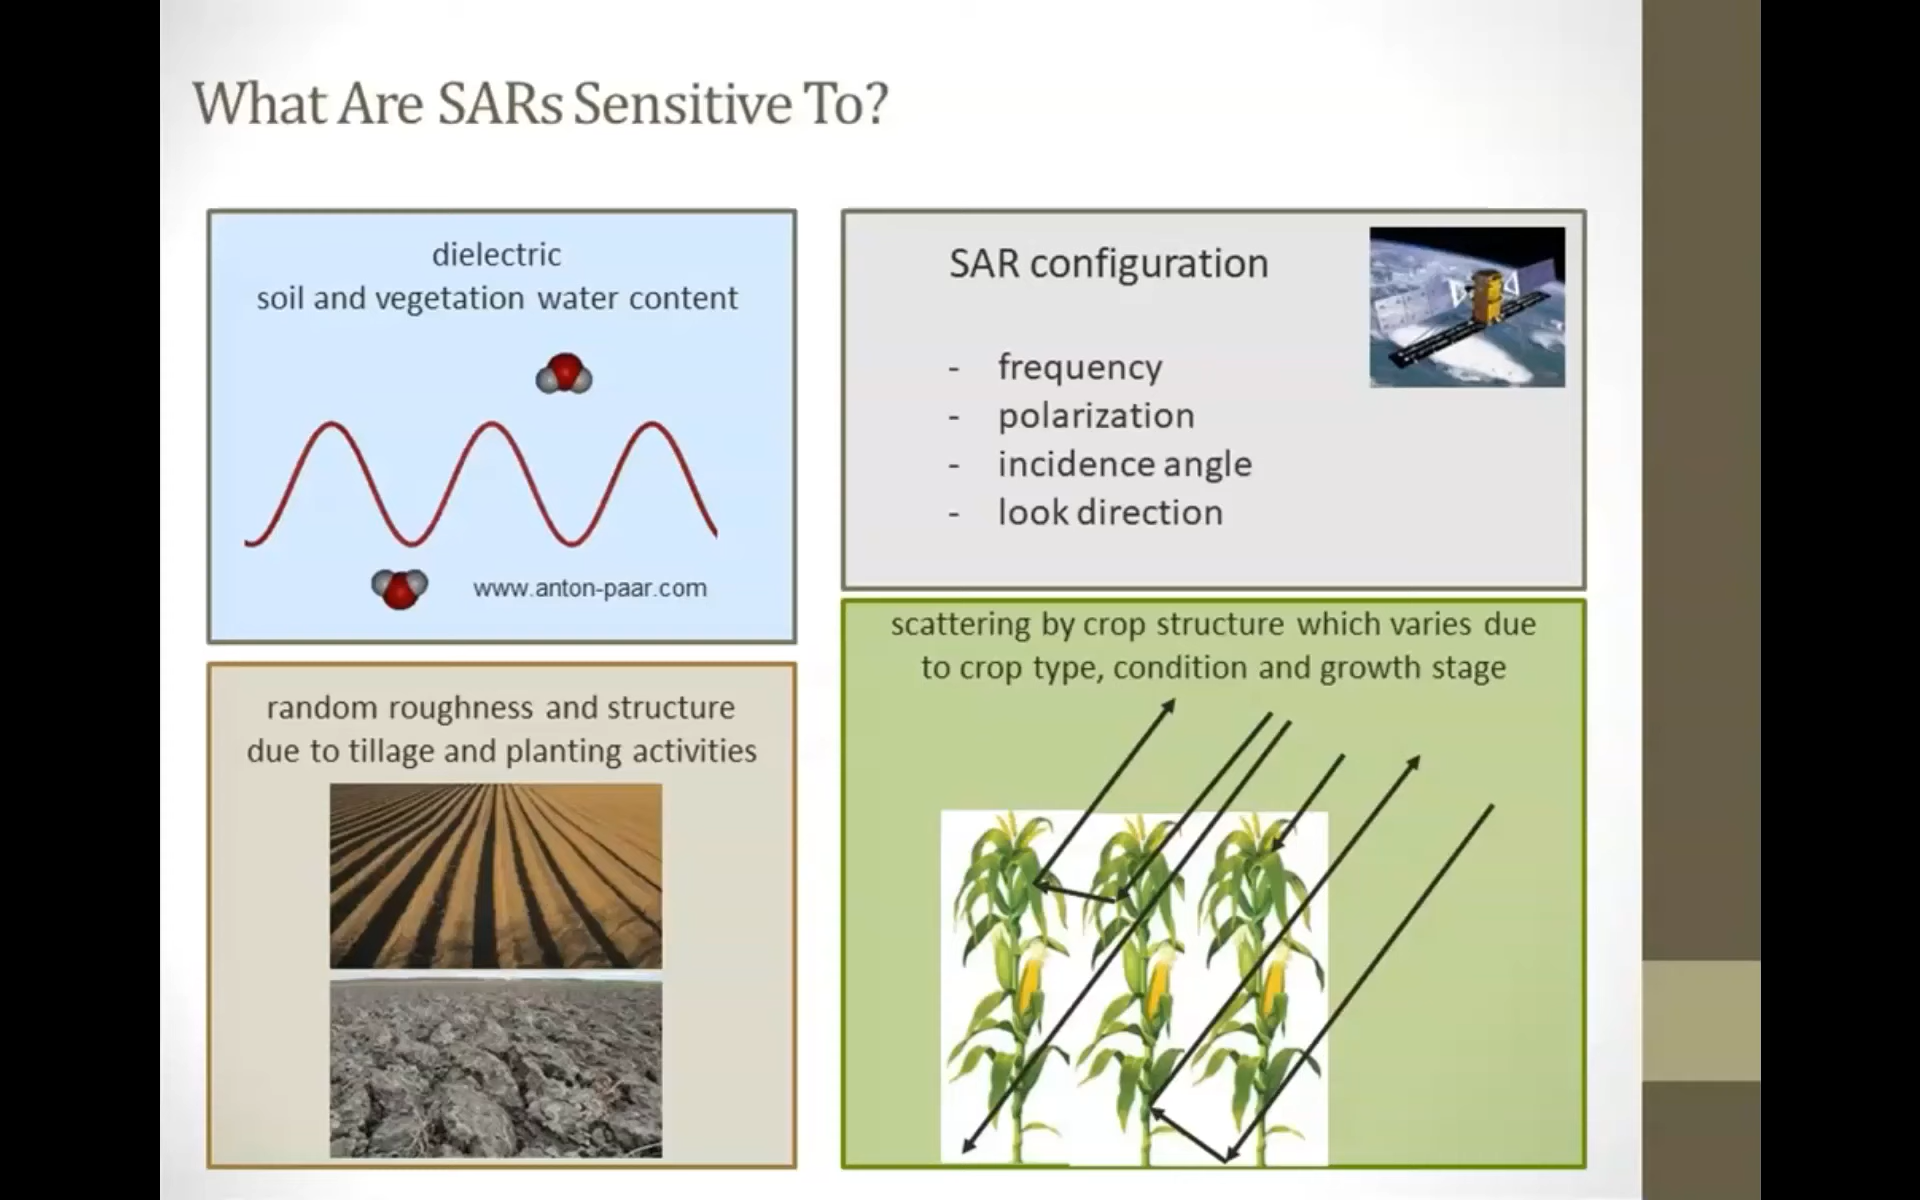 What Are SARs Sensitive To?
dielectric
soil and vegetation water content
www.anton-paar.com
SAR configuration
- frequency
- polarization
- incidence angle
- look direction
random roughness and structure
due to tillage and planting activities
scattering by crop structure which varies due
to crop type, condition and growth stage